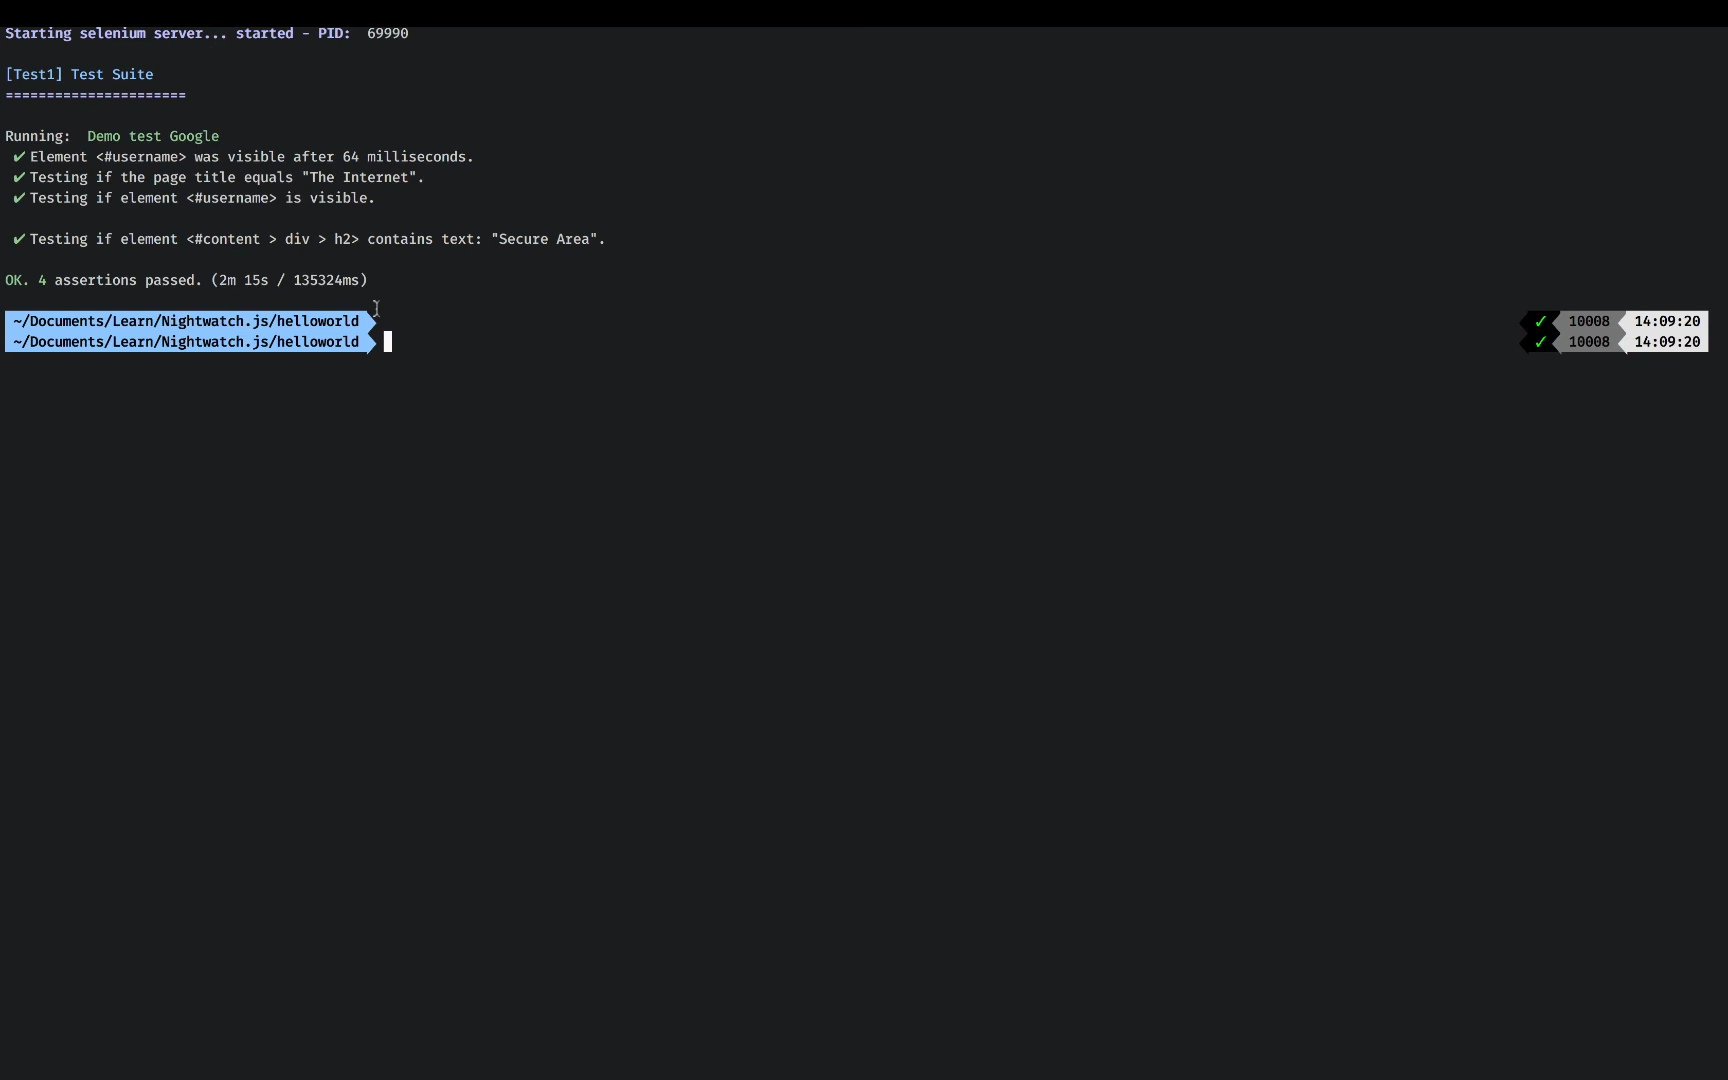 Starting selenium server... started - PID:  69990
[Test1] Test Suite
======================
Running:  Demo test Google
✔ Element <#username> was visible after 64 milliseconds.
✔ Testing if the page title equals "The Internet".
✔ Testing if element <#username> is visible.
✔ Testing if element <#content > div > h2> contains text: "Secure Area".
OK. 4 assertions passed. (2m 15s / 135324ms)
~/Documents/Learn/Nightwatch.js/helloworld ✓ 10008 14:09:20
~/Documents/Learn/Nightwatch.js/helloworld ✓ 10008 14:09:20